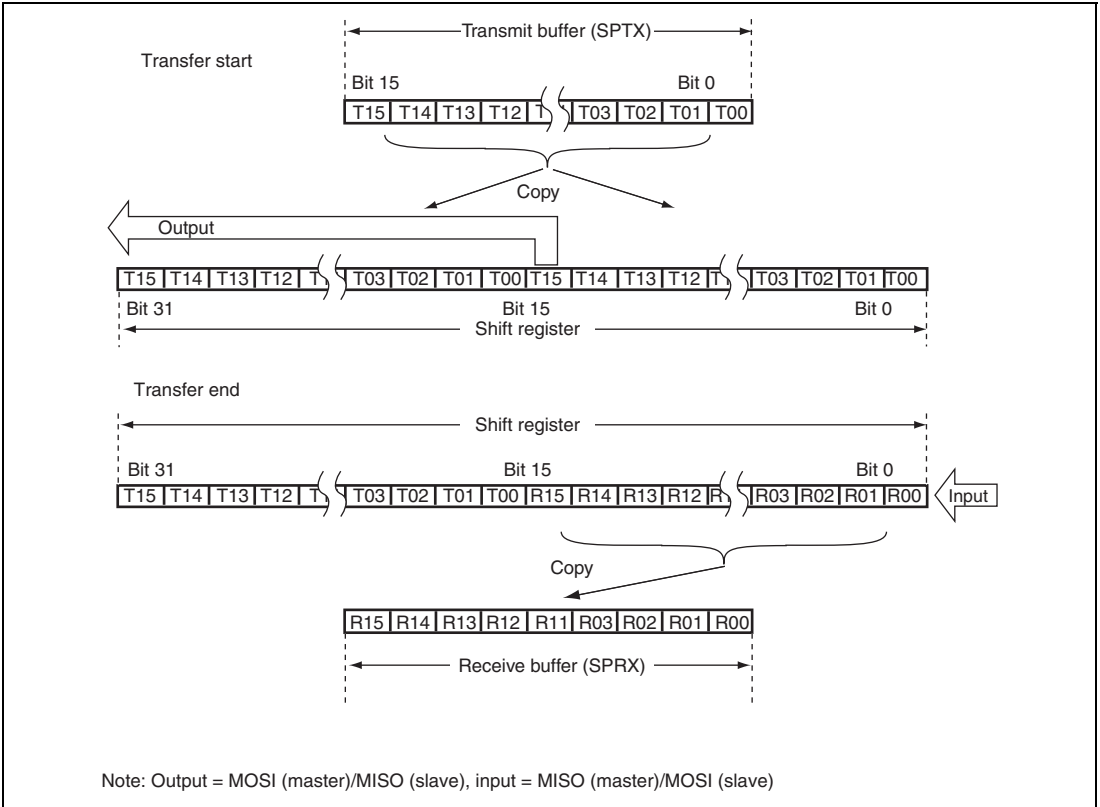 Transmit buffer (SPTX)
Transfer start
Bit 15 Bit 0
T15 T14 T13 T12 T03 T02 T01 T00
Copy
Output
T15 T14 T13 T12 T03 T02 T01 T00 T15 T14 T13 T12 T03 T02 T01 T00
Bit 31 Bit 15 Bit 0
Shift register
Transfer end
Shift register
Bit 31 Bit 15 Bit 0
T15 T14 T13 T12 T03 T02 T01 T00 R15 R14 R13 R12 R03 R02 R01 R00 Input
Copy
R15 R14 R13 R12 R11 R03 R02 R01 R00
Receive buffer (SPRX)
Note: Output = MOSI (master)/MISO (slave), input = MISO (master)/MOSI (slave)